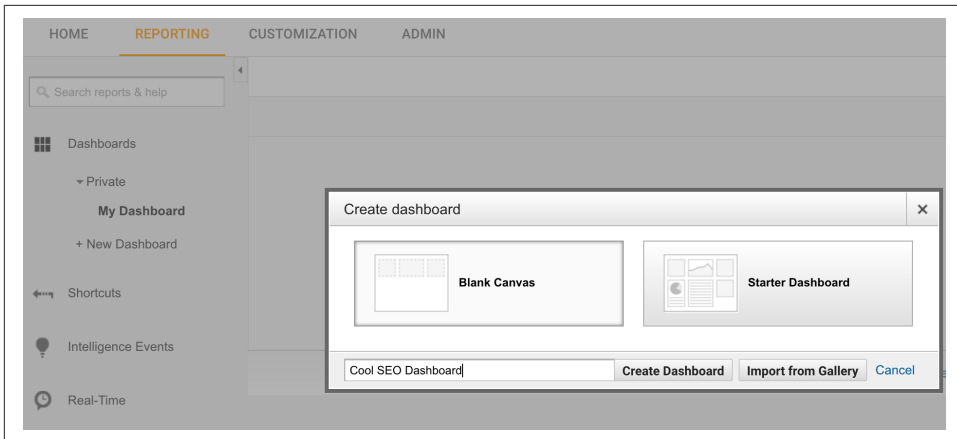 HOME REPORTING CUSTOMIZATION ADMIN
Search reports & help
Dashboards
Private
My Dashboard
+ New Dashboard
Shortcuts
Intelligence Events
Real-Time
Create dashboard
Blank Canvas
Starter Dashboard
Cool SEO Dashboard
Create Dashboard
Import from Gallery
Cancel